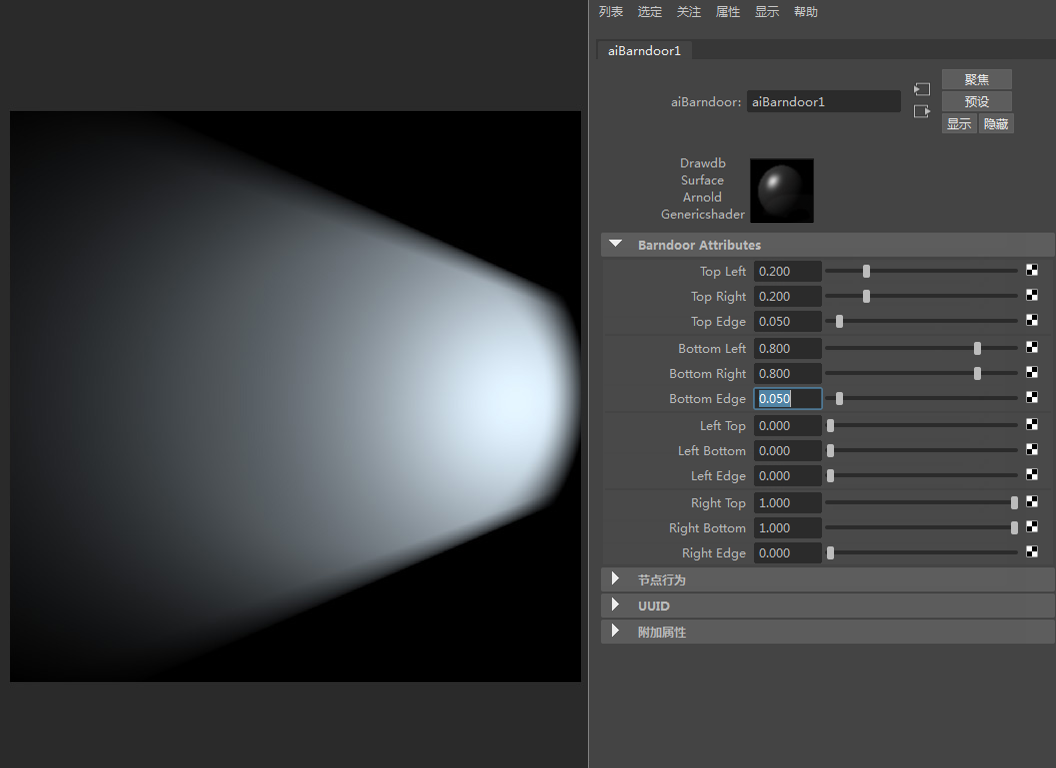 列表 选定 关注 属性 显示 帮助
aiBarndoor1
聚焦
aiBarndoor: aiBarndoor1
预设
显示 隐藏
Drawdb
Surface
Arnold
Genericshader
Barndoor Attributes
Top Left 0.200
Top Right 0.200
Top Edge 0.050
Bottom Left 0.800
Bottom Right 0.800
Bottom Edge 0.050
Left Top 0.000
Left Bottom 0.000
Left Edge 0.000
Right Top 1.000
Right Bottom 1.000
Right Edge 0.000
节点行为
UUID
附加属性